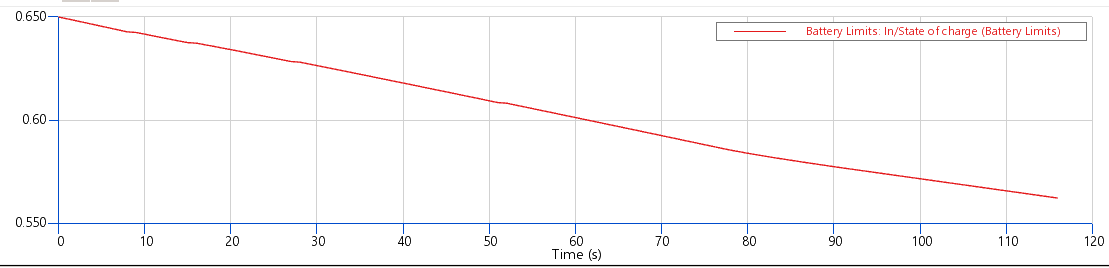 0.650
Battery Limits: In/State of charge (Battery Limits)
0.60
0.550
0 10 20 30 40 50 60 70 80 90 100 110 120
Time (s)